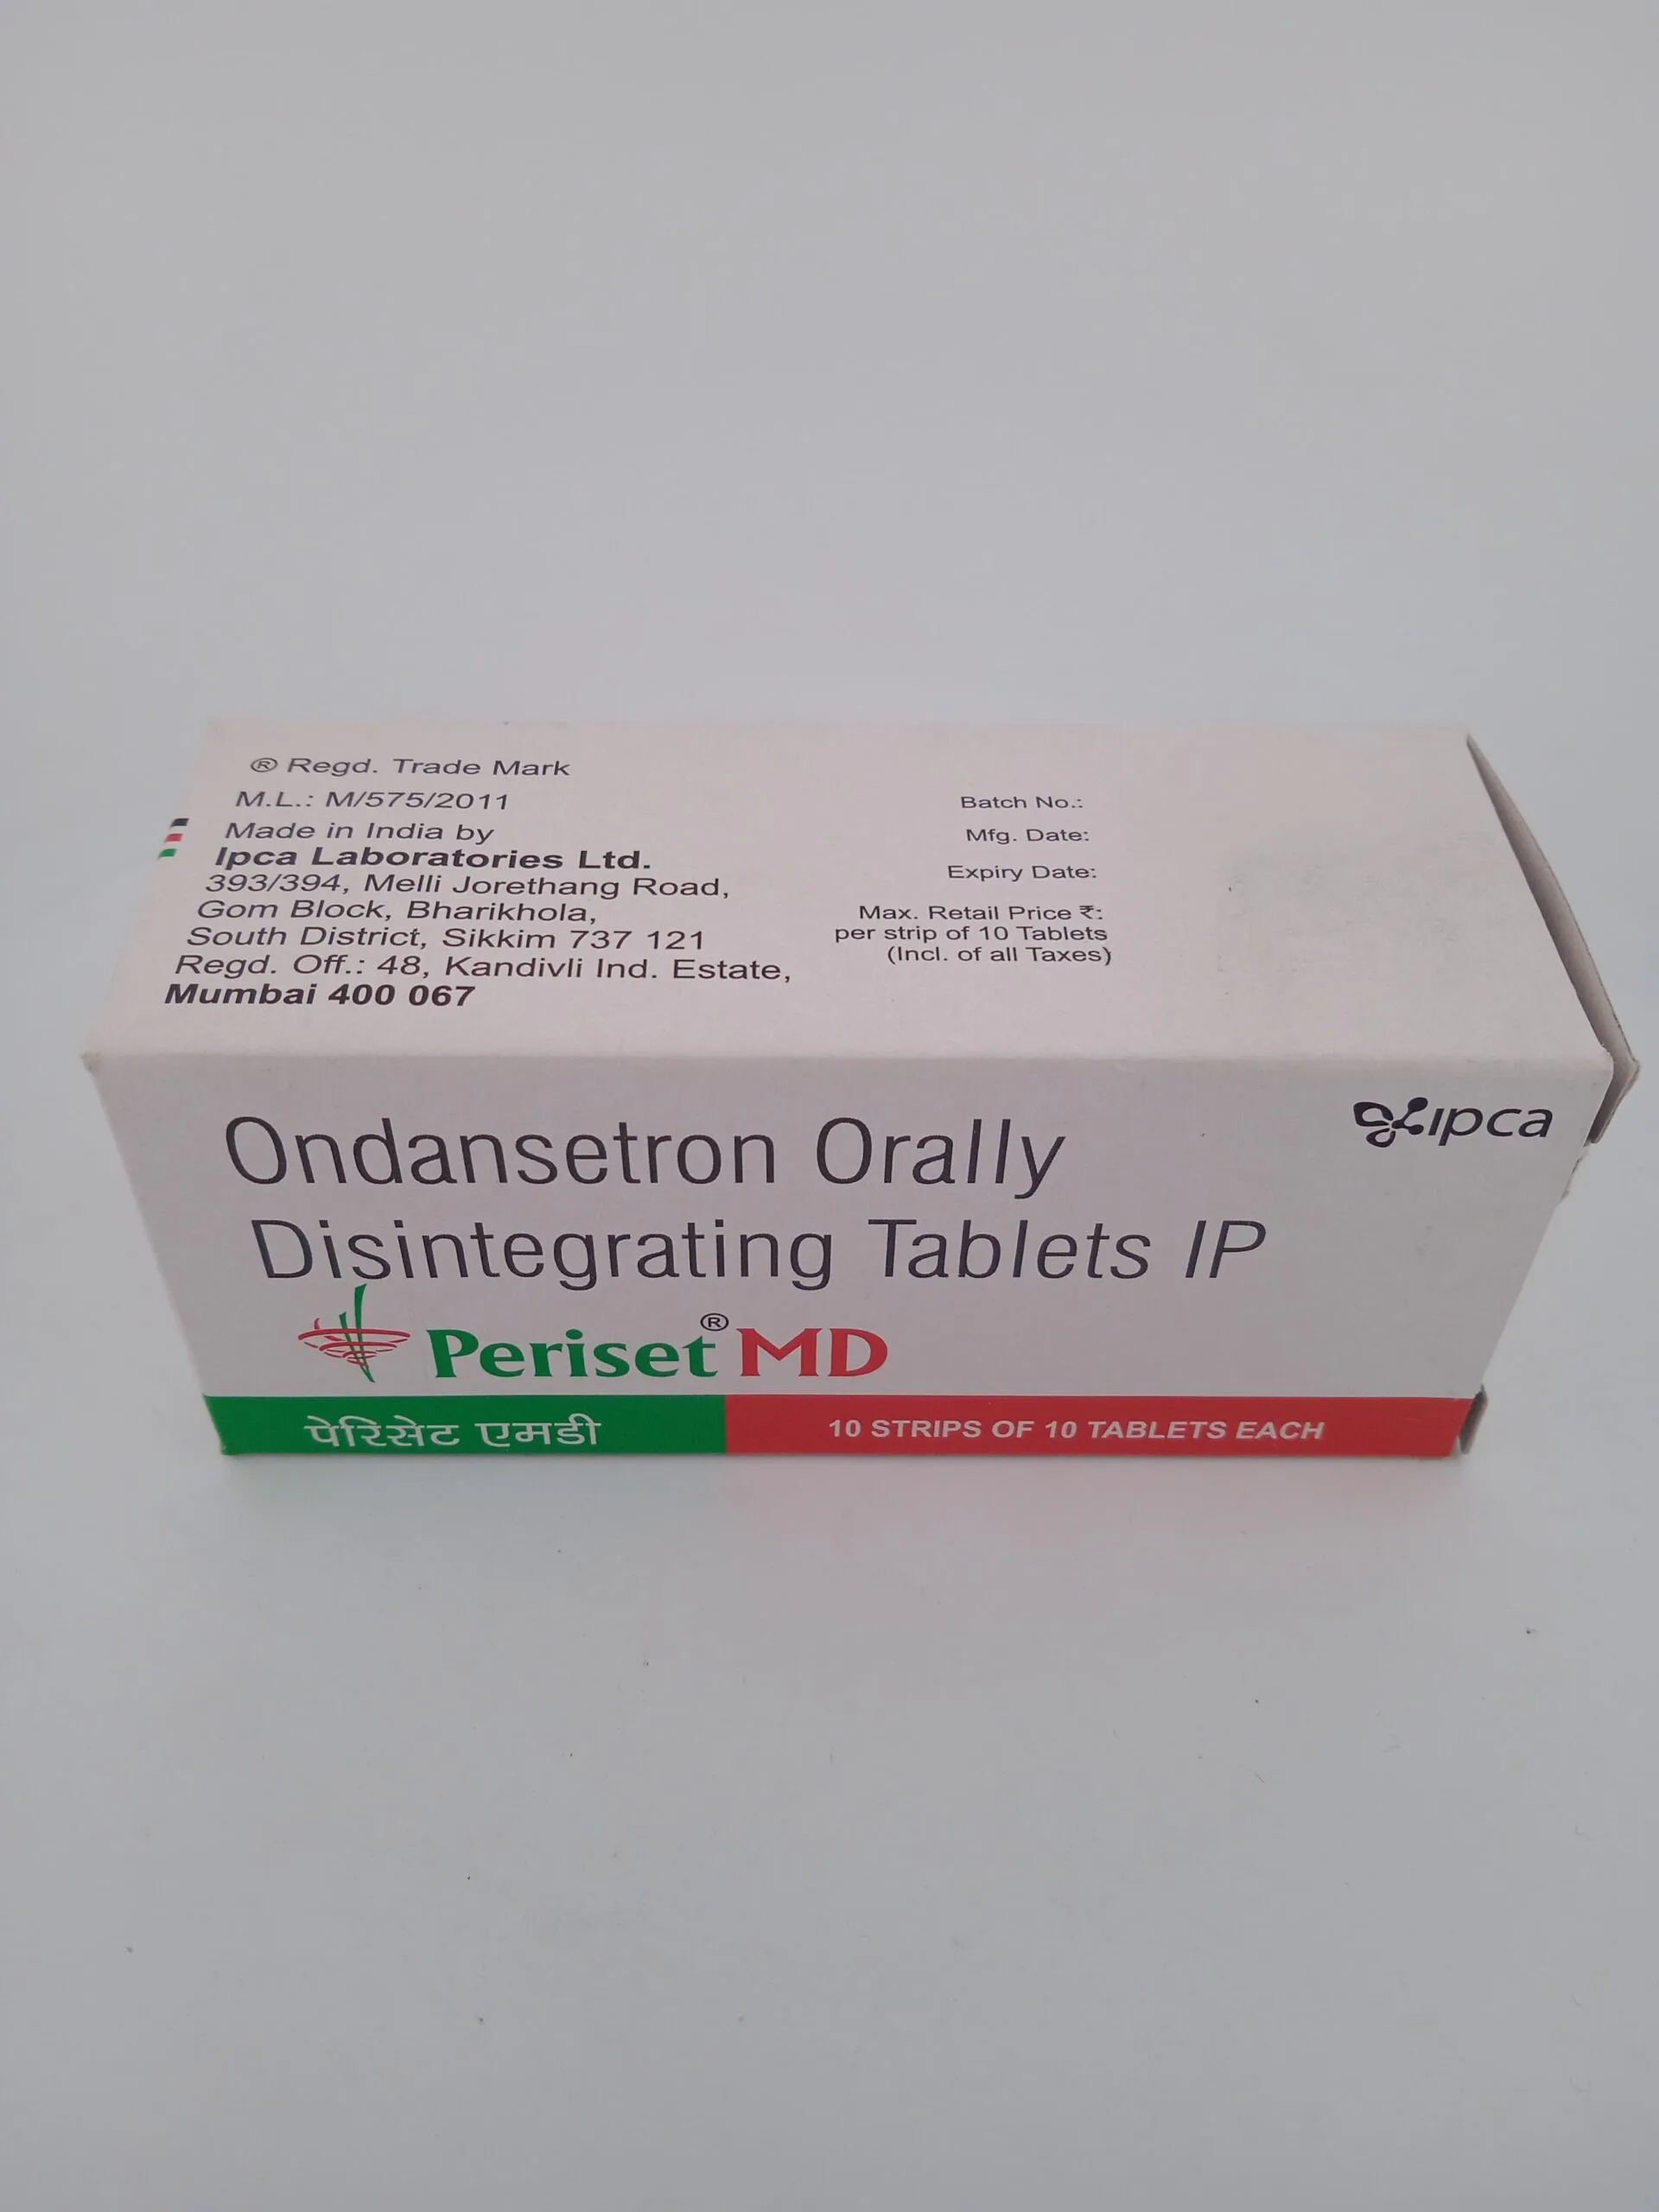 ® Regd. Trade Mark
M.L.: M/575/2011
Made in India by
Ipca Laboratories Ltd.
393/394, Melli Jorethang Road,
Gom Block, Bharikhola,
South District, Sikkim 737 121
Regd. Off.: 48, Kandivli Ind. Estate,
Mumbai 400 067
Batch No.:
Mfg. Date:
Expiry Date:
Max. Retail Price ₹:
per strip of 10 Tablets
(Incl. of all Taxes)
ipca
Ondansetron Orally
Disintegrating Tablets IP
Periset® MD
पेरिसेट एमडी
10 STRIPS OF 10 TABLETS EACH